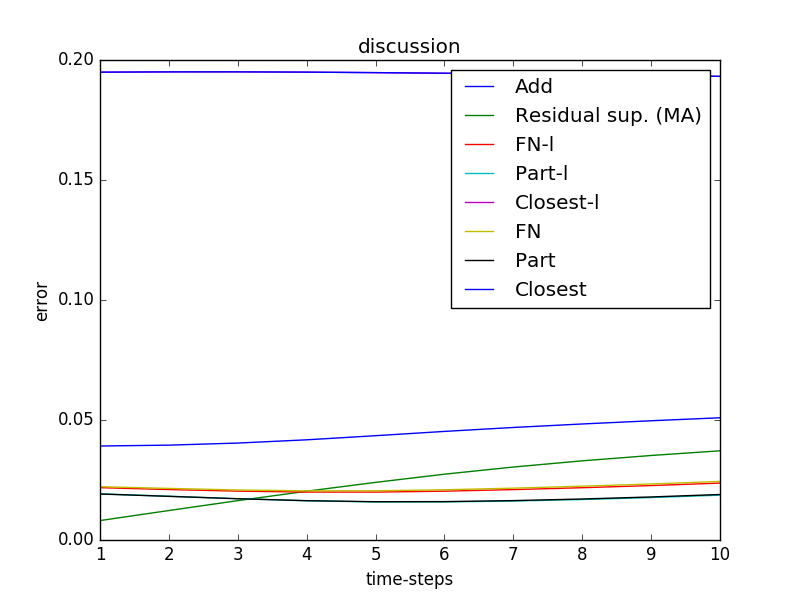 discussion
0.20
0.15
0.10
0.05
0.00
error
Add
Residual sup. (MA)
FN-l
Part-l
Closest-l
FN
Part
Closest
1 2 3 4 5 6 7 8 9 10
time-steps